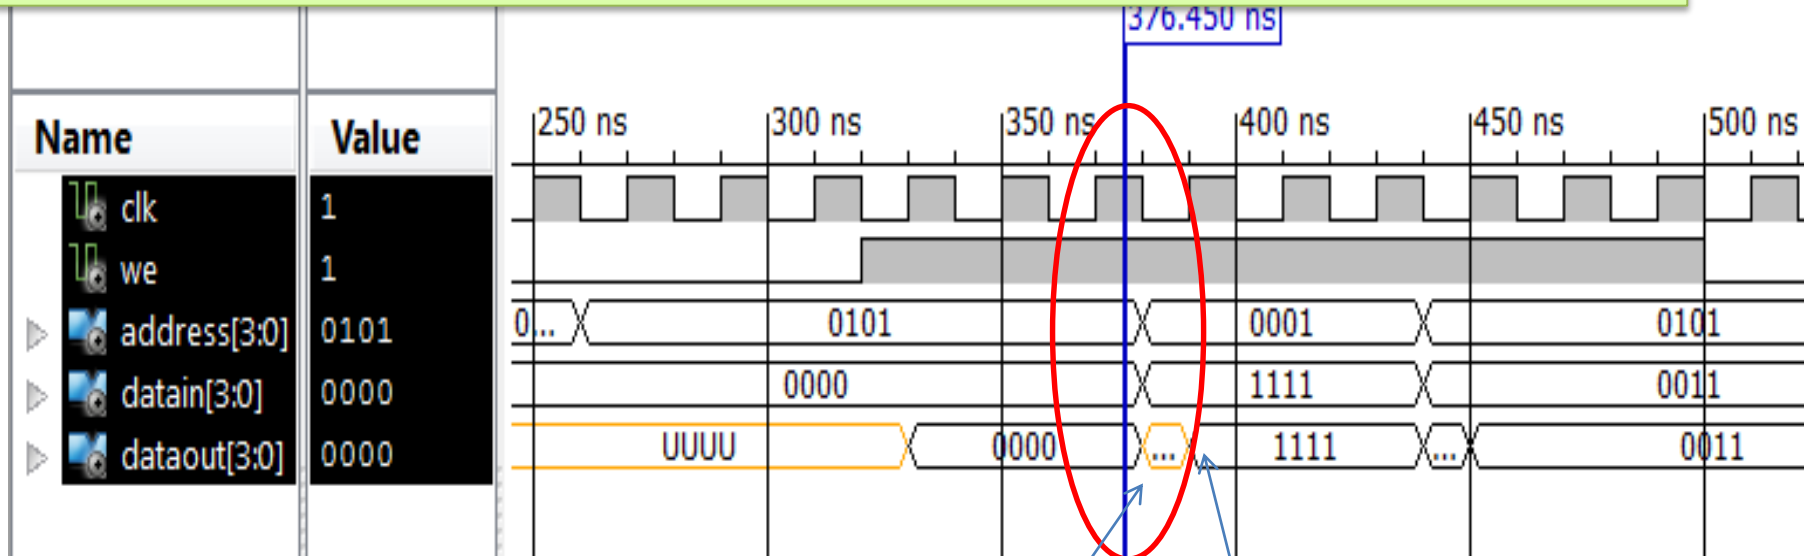 376.450 ns
Name Value
250 ns 300 ns 350 ns 400 ns 450 ns 500 ns
clk 1
we 1
address[3:0] 0101 0... 0101 0001 0101
datain[3:0] 0000 0000 1111 0011
dataout[3:0] 0000 UUUU 0000 ... 1111 ... 0011